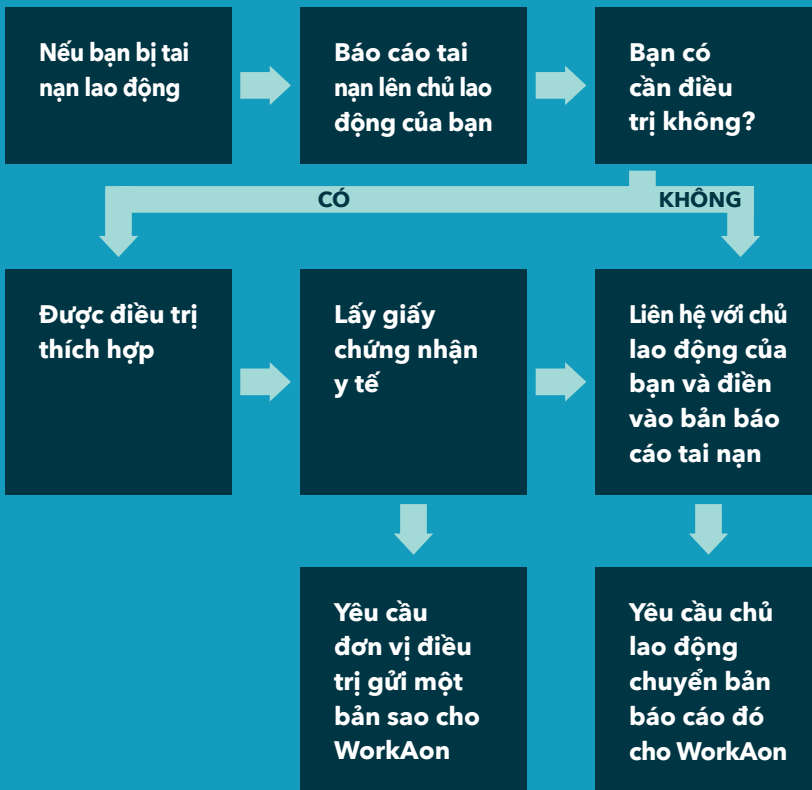 Nếu bạn bị tai
nạn lao động
Báo cáo tai
nạn lên chủ lao
động của bạn
Bạn có
cần điều
trị không?
CÓ
KHÔNG
Được điều trị
thích hợp
Lấy giấy
chứng nhận
y tế
Liên hệ với chủ
lao động của
bạn và điền
vào bản báo
cáo tai nạn
Yêu cầu
đơn vị điều
trị gửi một
bản sao cho
WorkAon
Yêu cầu chủ
lao động
chuyển bản
báo cáo đó
cho WorkAon